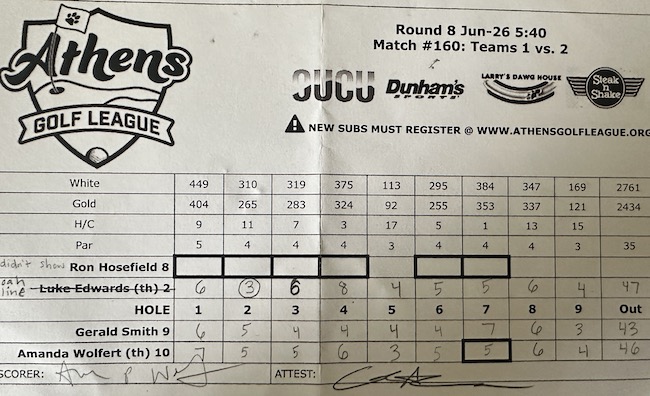 Athens
GOLF LEAGUE
Round 8 Jun-26 5:40
Match #160: Teams 1 vs. 2
OUCU Dunham's SPORTS LARRY'S DAWG HOUSE Steak n Shake
NEW SUBS MUST REGISTER @ WWW.ATHENSGOLFLEAGUE.ORG
White 449 310 319 375 113 295 384 347 169 2761
Gold 404 265 283 324 92 255 353 337 121 2434
H/C 9 11 7 3 17 5 1 13 15
Par 5 4 4 4 3 4 4 4 3 35
didn't show Ron Hosefield 8
Luke Edwards (th) 2 6 3 6 8 4 5 5 6 4 47
HOLE 1 2 3 4 5 6 7 8 9 Out
Gerald Smith 9 6 5 4 4 4 4 7 6 3 43
Amanda Wolfert (th) 10 7 5 5 6 3 5 5 6 4 46
SCORER: ATTEST: